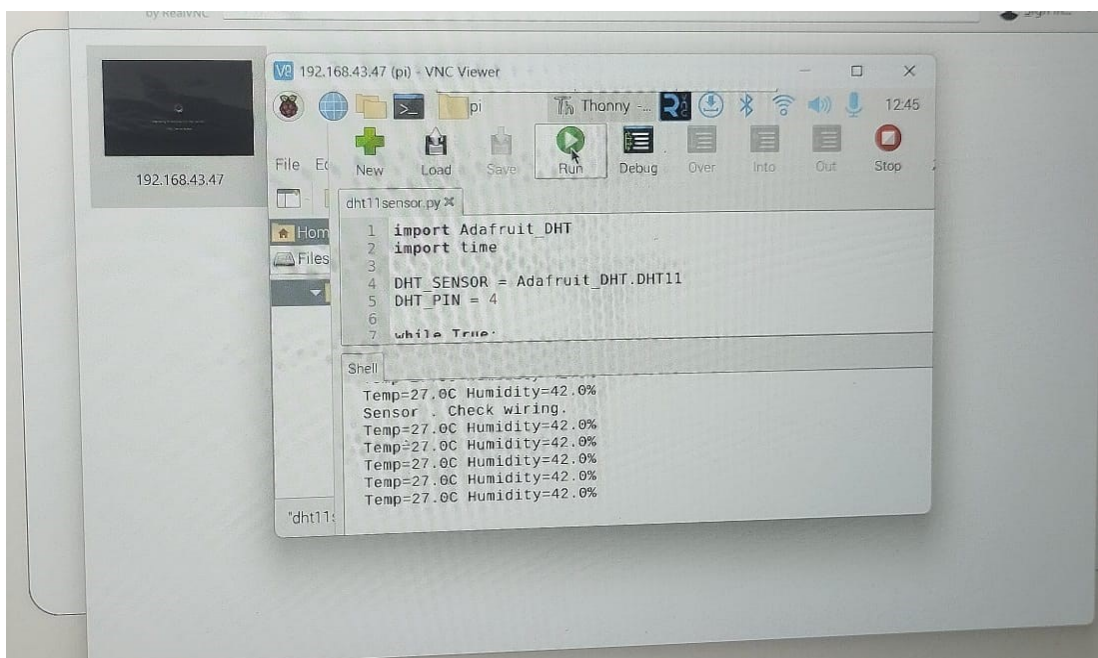 by RealVNC
192.168.43.47 (pi) - VNC Viewer
pi
Thonny -...
12:45
File
New
Load
Save
Run
Debug
Over
Into
Out
Stop
192.168.43.47
dht11sensor.py
Home
Files
1 import Adafruit_DHT
2 import time
3
4 DHT_SENSOR = Adafruit_DHT.DHT11
5 DHT_PIN = 4
6
7 while True:
Shell
Temp=27.0C Humidity=42.0%
Sensor . Check wiring.
Temp=27.0C Humidity=42.0%
Temp=27.0C Humidity=42.0%
Temp=27.0C Humidity=42.0%
Temp=27.0C Humidity=42.0%
Temp=27.0C Humidity=42.0%
"dht11s